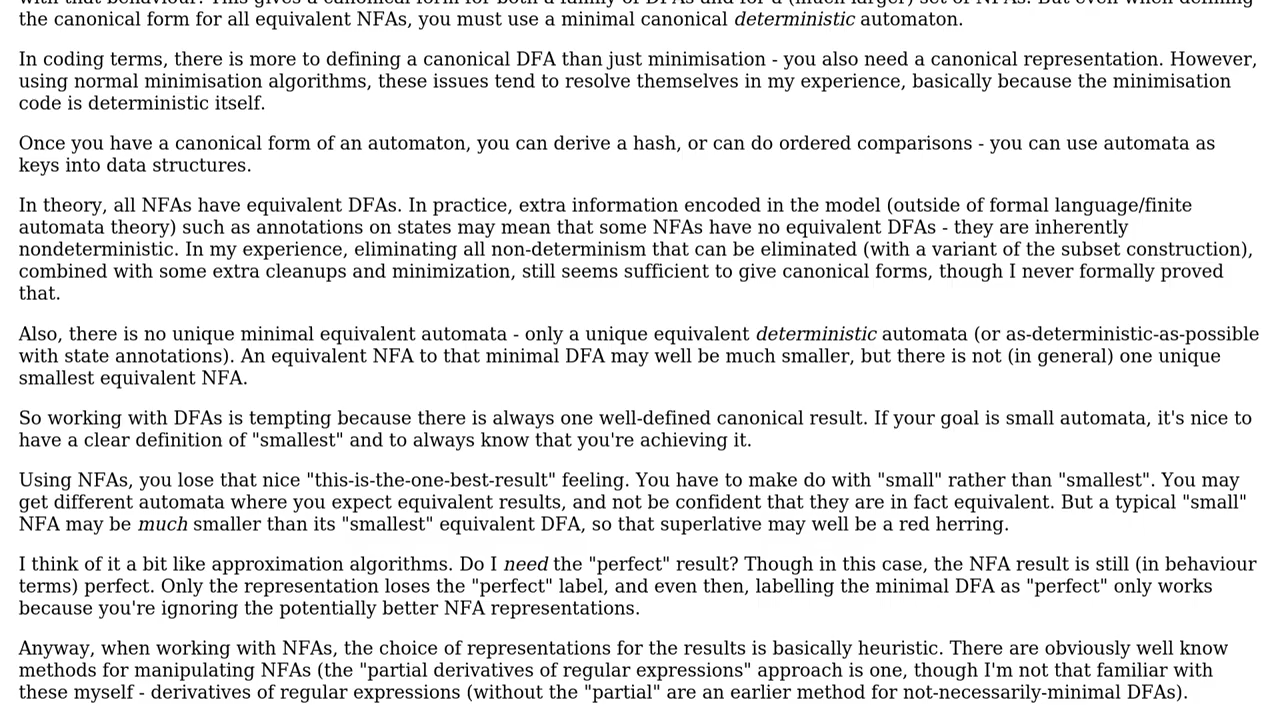 the canonical form for all equivalent NFAs, you must use a minimal canonical deterministic automaton.
In coding terms, there is more to defining a canonical DFA than just minimisation - you also need a canonical representation. However,
using normal minimisation algorithms, these issues tend to resolve themselves in my experience, basically because the minimisation
code is deterministic itself.
Once you have a canonical form of an automaton, you can derive a hash, or can do ordered comparisons - you can use automata as
keys into data structures.
In theory, all NFAs have equivalent DFAs. In practice, extra information encoded in the model (outside of formal language/finite
automata theory) such as annotations on states may mean that some NFAs have no equivalent DFAs - they are inherently
nondeterministic. In my experience, eliminating all non-determinism that can be eliminated (with a variant of the subset construction),
combined with some extra cleanups and minimization, still seems sufficient to give canonical forms, though I never formally proved
that.
Also, there is no unique minimal equivalent automata - only a unique equivalent deterministic automata (or as-deterministic-as-possible
with state annotations). An equivalent NFA to that minimal DFA may well be much smaller, but there is not (in general) one unique
smallest equivalent NFA.
So working with DFAs is tempting because there is always one well-defined canonical result. If your goal is small automata, it's nice to
have a clear definition of "smallest" and to always know that you're achieving it.
Using NFAs, you lose that nice "this-is-the-one-best-result" feeling. You have to make do with "small" rather than "smallest". You may
get different automata where you expect equivalent results, and not be confident that they are in fact equivalent. But a typical "small"
NFA may be much smaller than its "smallest" equivalent DFA, so that superlative may well be a red herring.
I think of it a bit like approximation algorithms. Do I need the "perfect" result? Though in this case, the NFA result is still (in behaviour
terms) perfect. Only the representation loses the "perfect" label, and even then, labelling the minimal DFA as "perfect" only works
because you're ignoring the potentially better NFA representations.
Anyway, when working with NFAs, the choice of representations for the results is basically heuristic. There are obviously well know
methods for manipulating NFAs (the "partial derivatives of regular expressions" approach is one, though I'm not that familiar with
these myself - derivatives of regular expressions (without the "partial" are an earlier method for not-necessarily-minimal DFAs).